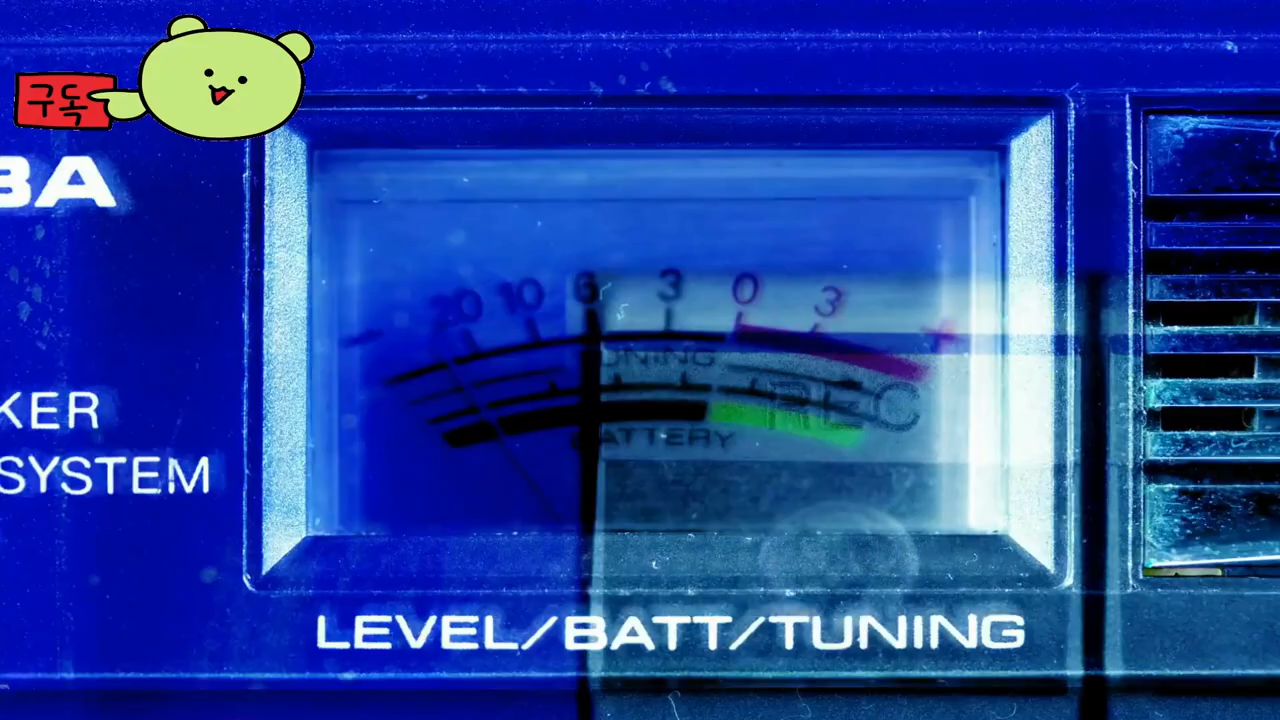 구독
BA
20 10 6 3 0 3 +
TUNING
REC
BATTERY
KER
SYSTEM
LEVEL/BATT/TUNING